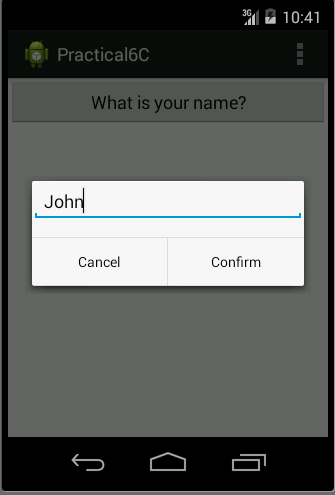 3G 10:41
Practical6C
What is your name?
John
Cancel Confirm